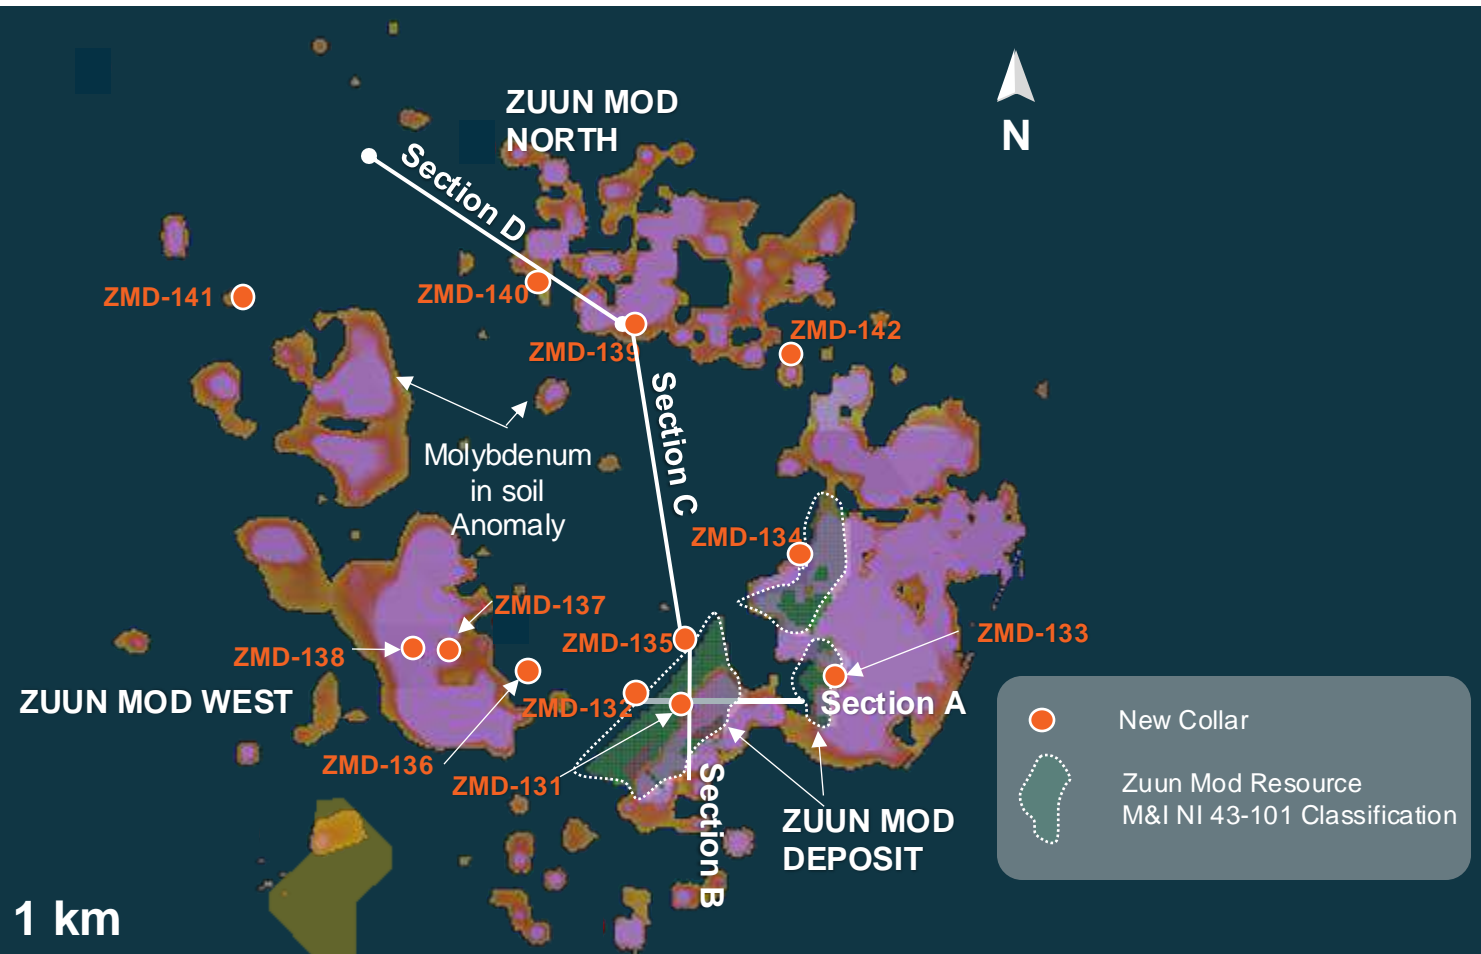 ZUUN MOD
NORTH
N
Section D
ZMD-141
ZMD-140
ZMD-142
ZMD-139
Section C
Molybdenum
in soil
Anomaly
ZMD-134
ZMD-137
ZMD-135
ZMD-133
ZMD-138
ZUUN MOD WEST
ZMD-132
Section A
ZMD-136
ZMD-131
Section B
ZUUN MOD
DEPOSIT
New Collar
Zuun Mod Resource
M&I NI 43-101 Classification
1 km